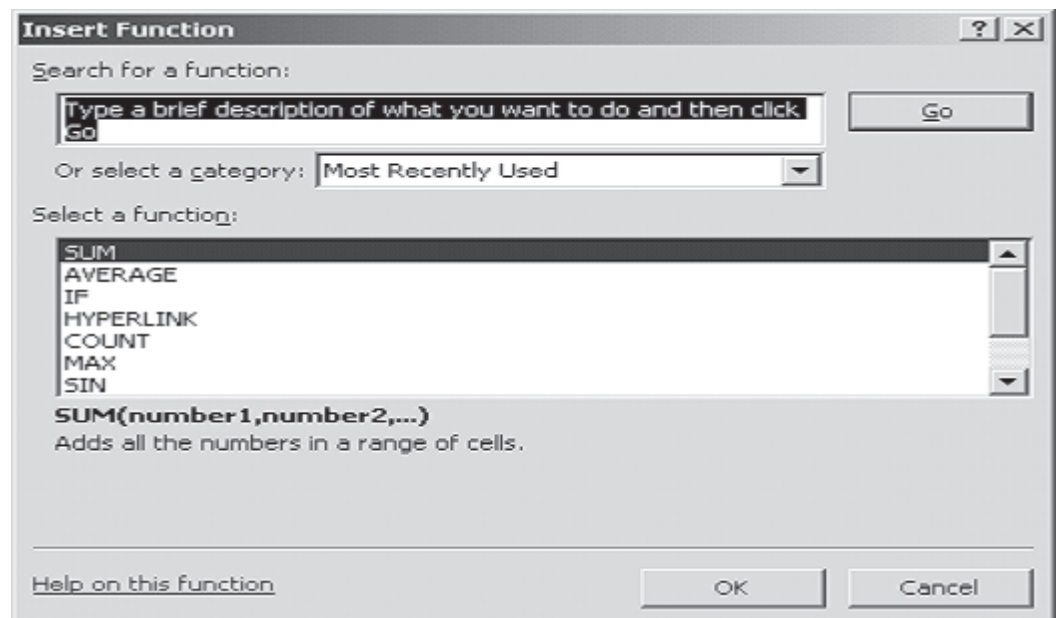 Insert Function
? ×
Search for a function:
Type a brief description of what you want to do and then click
Go
Go
Or select a category: Most Recently Used
Select a function:
SUM
AVERAGE
IF
HYPERLINK
COUNT
MAX
SIN
SUM(number1,number2,...)
Adds all the numbers in a range of cells.
Help on this function
OK
Cancel